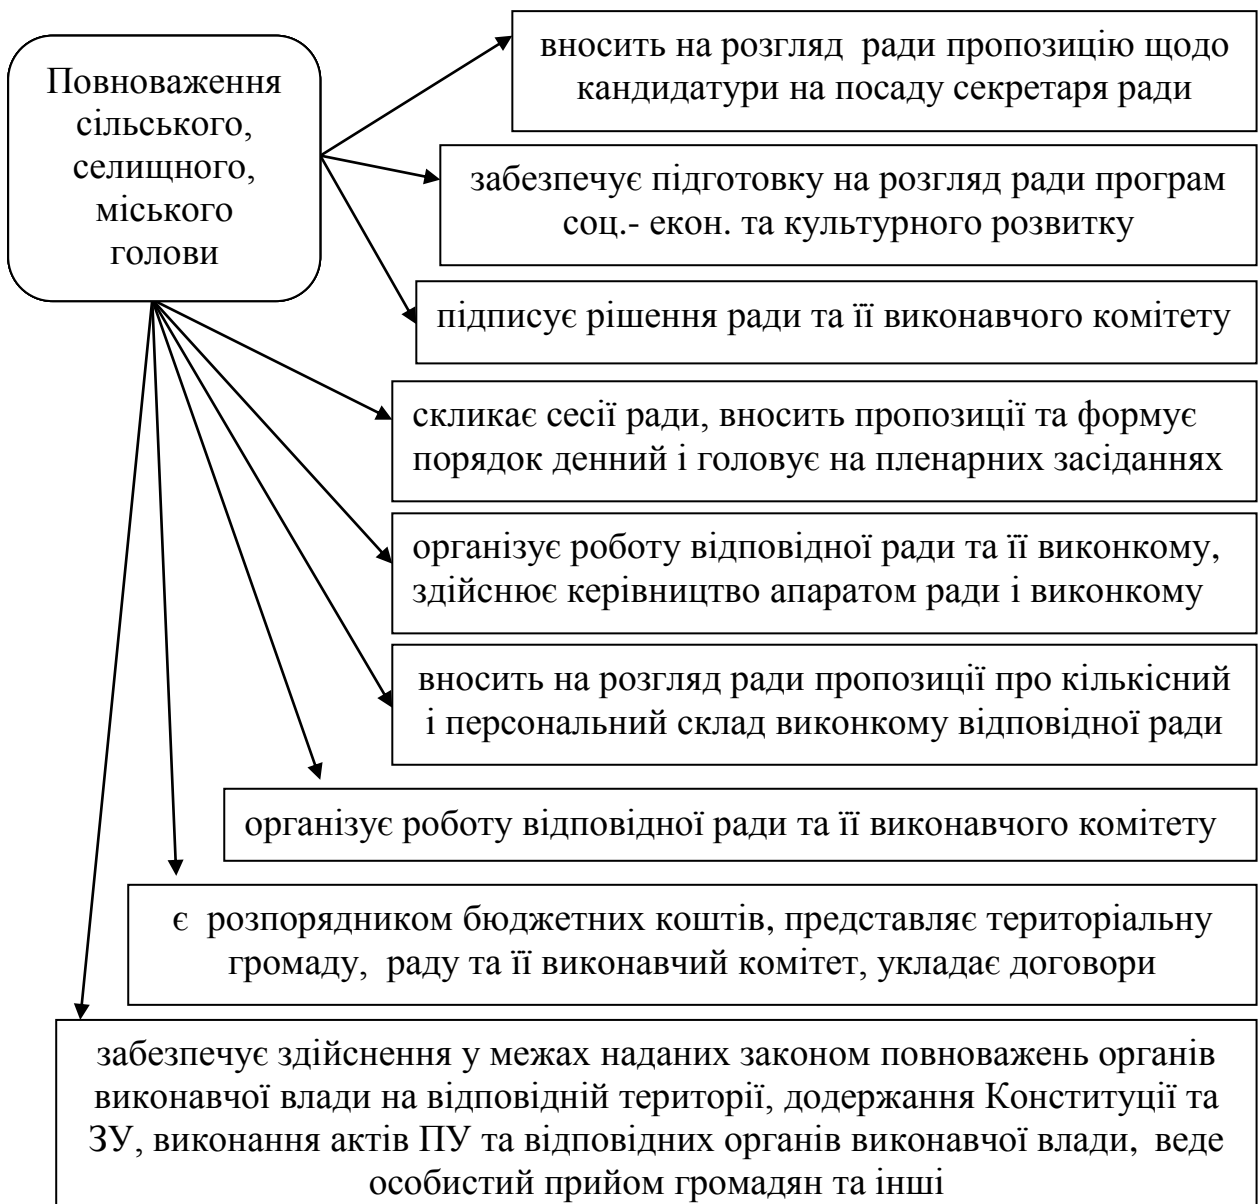 Повноваження
сільського,
селищного,
міського
голови
вносить на розгляд ради пропозицію щодо
кандидатури на посаду секретаря ради
забезпечує підготовку на розгляд ради програм
соц.- екон. та культурного розвитку
підписує рішення ради та її виконавчого комітету
скликає сесії ради, вносить пропозиції та формує
порядок денний і головує на пленарних засіданнях
організує роботу відповідної ради та її виконкому,
здійснює керівництво апаратом ради і виконкому
вносить на розгляд ради пропозиції про кількісний
і персональний склад виконкому відповідної ради
організує роботу відповідної ради та її виконавчого комітету
є розпорядником бюджетних коштів, представляє територіальну
громаду, раду та її виконавчий комітет, укладає договори
забезпечує здійснення у межах наданих законом повноважень органів
виконавчої влади на відповідній території, додержання Конституції та
ЗУ, виконання актів ПУ та відповідних органів виконавчої влади, веде
особистий прийом громадян та інші